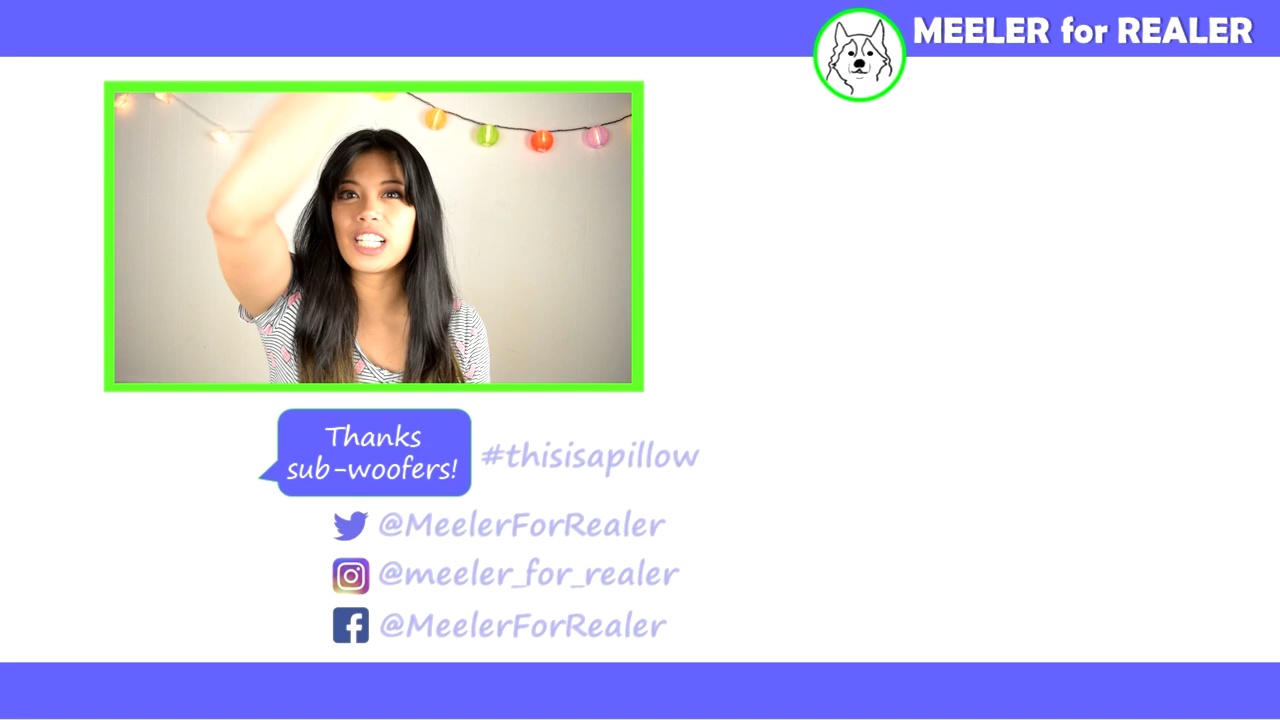 MEELER for REALER
Thanks
sub-woofers!
#thisisapillow
@MeelerForRealer
@meeler_for_realer
@MeelerForRealer